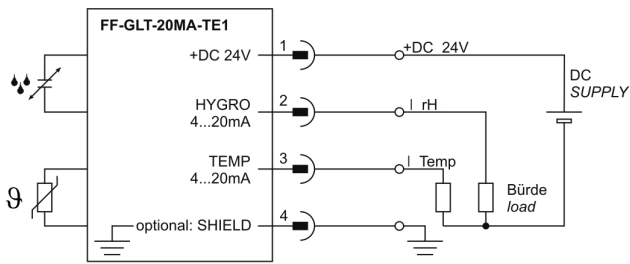 FF-GLT-20MA-TE1
+DC 24V
1
+DC 24V
DC
SUPPLY
HYGRO
4...20mA
2
I rH
TEMP
4...20mA
3
I Temp
ϑ
Bürde
load
optional: SHIELD
4